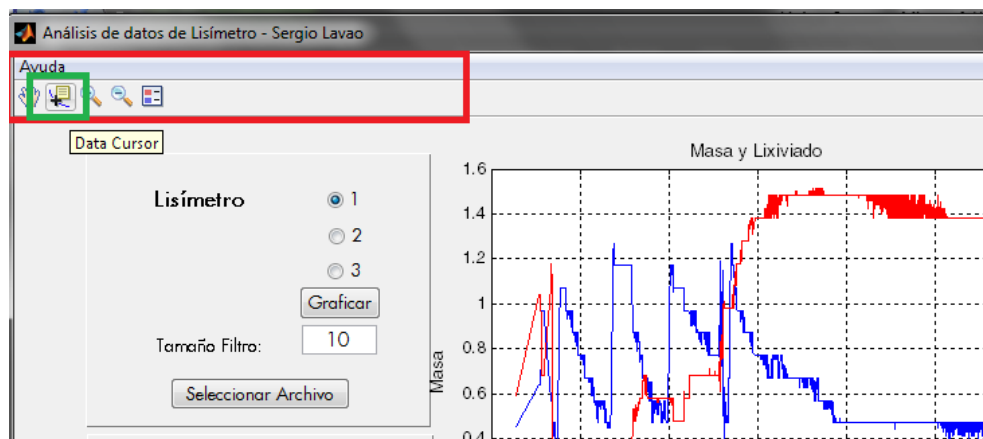 Análisis de datos de Lisímetro - Sergio Lavao
Ayuda
Data Cursor
Lisímetro
1
2
3
Graficar
Tamaño Filtro:
10
Seleccionar Archivo
Masa y Lixiviado
1.6
1.4
1.2
1
0.8
0.6
0.4
Masa